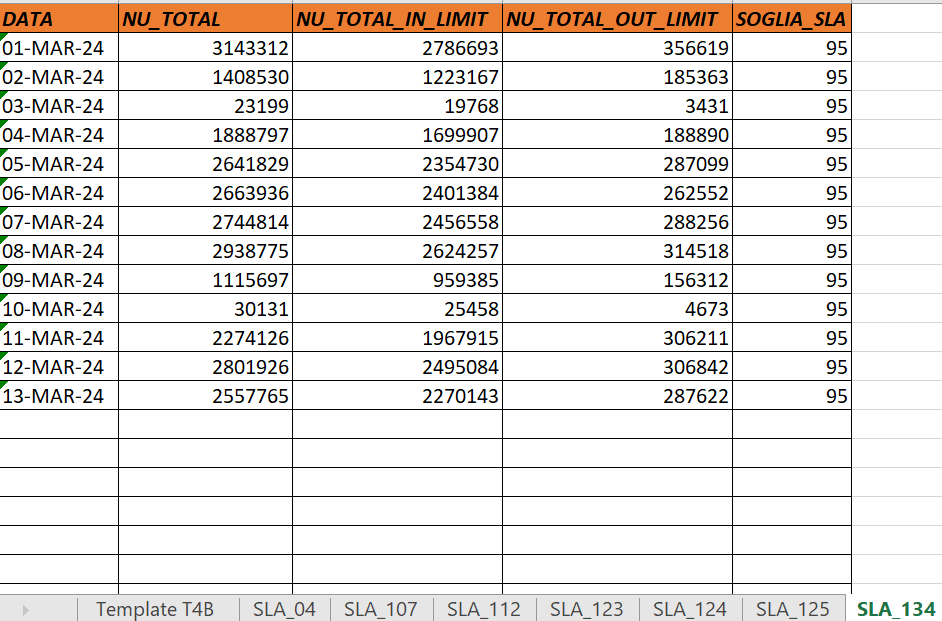 DATA NU_TOTAL NU_TOTAL_IN_LIMIT NU_TOTAL_OUT_LIMIT SOGLIA_SLA
01-MAR-24 3143312 2786693 356619 95
02-MAR-24 1408530 1223167 185363 95
03-MAR-24 23199 19768 3431 95
04-MAR-24 1888797 1699907 188890 95
05-MAR-24 2641829 2354730 287099 95
06-MAR-24 2663936 2401384 262552 95
07-MAR-24 2744814 2456558 288256 95
08-MAR-24 2938775 2624257 314518 95
09-MAR-24 1115697 959385 156312 95
10-MAR-24 30131 25458 4673 95
11-MAR-24 2274126 1967915 306211 95
12-MAR-24 2801926 2495084 306842 95
13-MAR-24 2557765 2270143 287622 95
Template T4B SLA_04 SLA_107 SLA_112 SLA_123 SLA_124 SLA_125 SLA_134